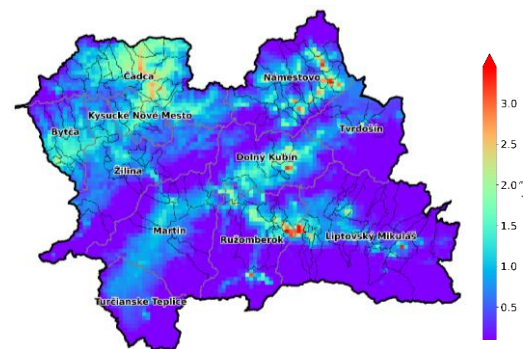 Čadca
Námestovo
Kysucké Nové Mesto
Tvrdošín
Bytča
Dolný Kubín
Žilina
Martin
Ružomberok
Liptovský Mikuláš
Turčianske Teplice
3.0
2.5
2.0
1.5
1.0
0.5